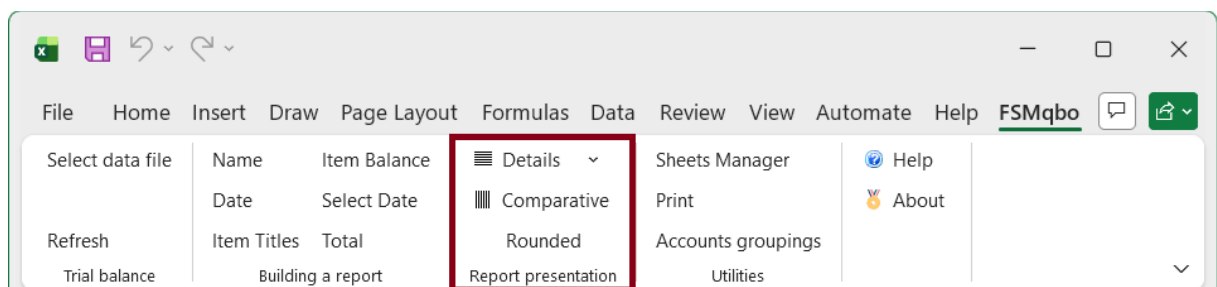 File Home Insert Draw Page Layout Formulas Data Review View Automate Help FSMqbo
Select data file Name Item Balance Details Sheets Manager Help
Date Select Date Comparative Print About
Refresh Item Titles Total Rounded Accounts groupings
Trial balance Building a report Report presentation Utilities